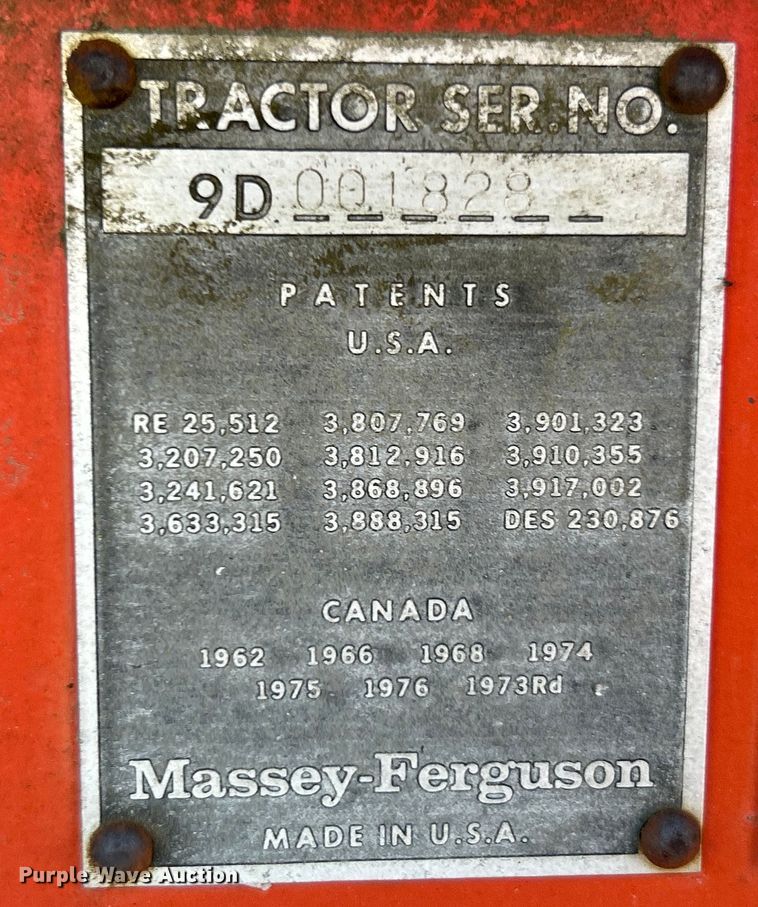 TRACTOR SER. NO.
9D 001828
PATENTS
U.S.A.
RE 25,512 3,807,769 3,901,323
3,207,250 3,812,916 3,910,355
3,241,621 3,868,896 3,917,002
3,633,315 3,888,315 DES 230,876
CANADA
1962 1966 1968 1974
1975 1976 1973Rd
Massey-Ferguson
MADE IN U.S.A.
Purple Wave Auction